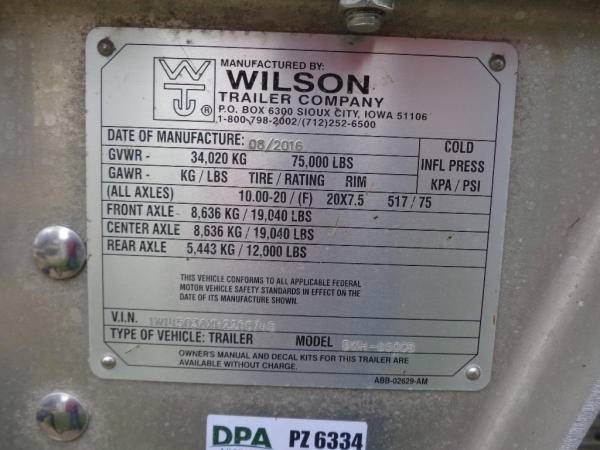 MANUFACTURED BY:
WILSON
TRAILER COMPANY
P.O. BOX 6300 SIOUX CITY, IOWA 51106
1-800-798-2002/(712)252-6500
WT ®
DATE OF MANUFACTURE: 08/2016
COLD
INFL PRESS
KPA / PSI
GVWR - 34,020 KG 75,000 LBS
GAWR - KG / LBS TIRE / RATING RIM
(ALL AXLES) 10.00-20 / (F) 20X7.5 517 / 75
FRONT AXLE - 8,636 KG / 19,040 LBS
CENTER AXLE - 8,636 KG / 19,040 LBS
REAR AXLE - 5,443 KG / 12,000 LBS
THIS VEHICLE CONFORMS TO ALL APPLICABLE FEDERAL
MOTOR VEHICLE SAFETY STANDARDS IN EFFECT ON THE
DATE OF ITS MANUFACTURE SHOWN.
V.I.N.
TYPE OF VEHICLE: TRAILER MODEL
OWNER'S MANUAL AND DECAL KITS FOR THIS TRAILER ARE
AVAILABLE WITHOUT CHARGE.
ABB-02629-AM
DPA PZ 6334